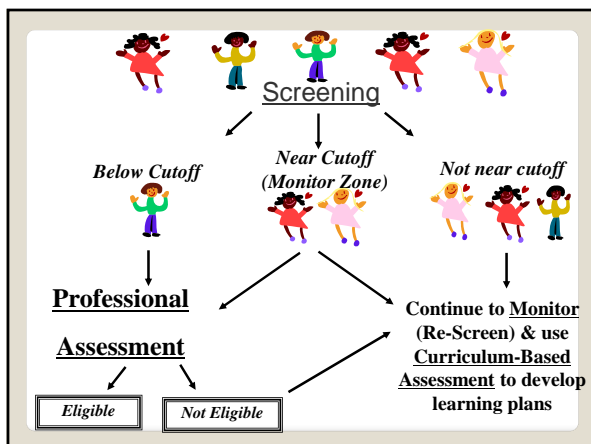 Screening
Below Cutoff
Near Cutoff
(Monitor Zone)
Not near cutoff
Professional
Assessment
Continue to Monitor
(Re-Screen) & use
Curriculum-Based
Assessment to develop
learning plans
Eligible
Not Eligible